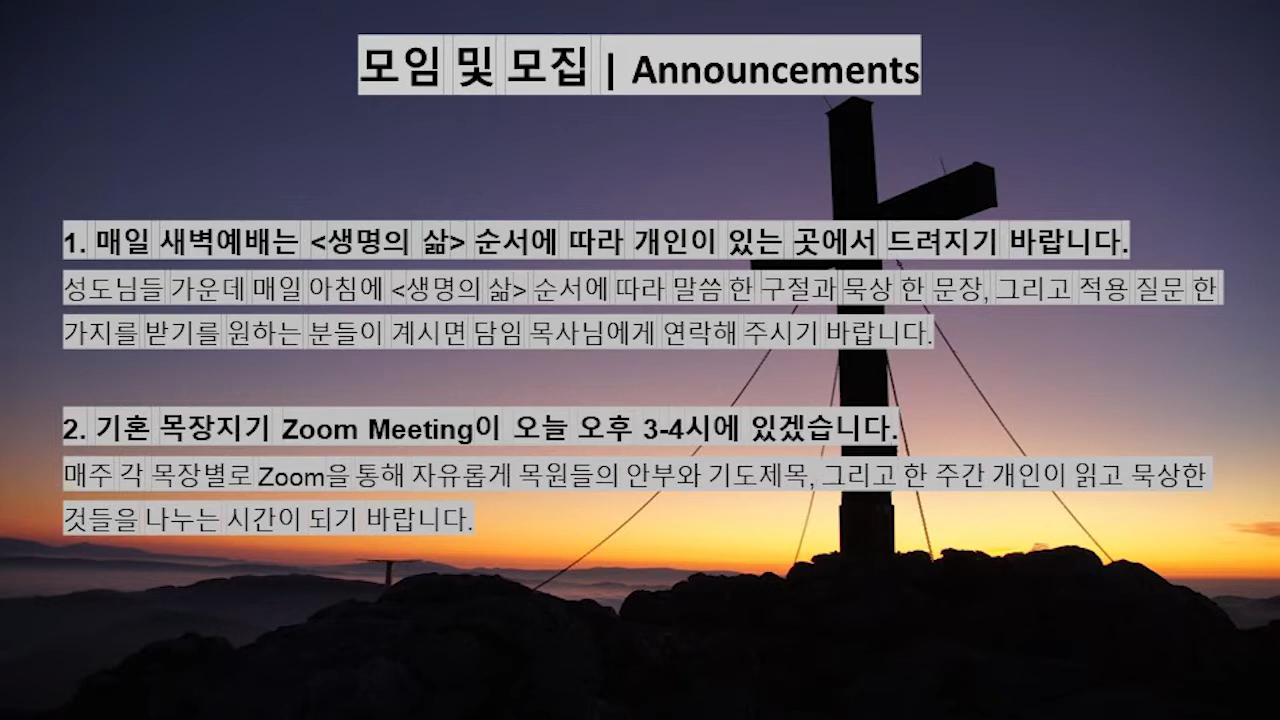 모임 및 모집 | Announcements
1. 매일 새벽예배는 <생명의 삶> 순서에 따라 개인이 있는 곳에서 드려지기 바랍니다.
성도님들 가운데 매일 아침에 <생명의 삶> 순서에 따라 말씀 한 구절과 묵상 한 문장, 그리고 적용 질문 한
가지를 받기를 원하는 분들이 계시면 담임 목사님에게 연락해 주시기 바랍니다.
2. 기혼 목장지기 Zoom Meeting이 오늘 오후 3-4시에 있겠습니다.
매주 각 목장별로 Zoom을 통해 자유롭게 목원들의 안부와 기도제목, 그리고 한 주간 개인이 읽고 묵상한
것들을 나누는 시간이 되기 바랍니다.